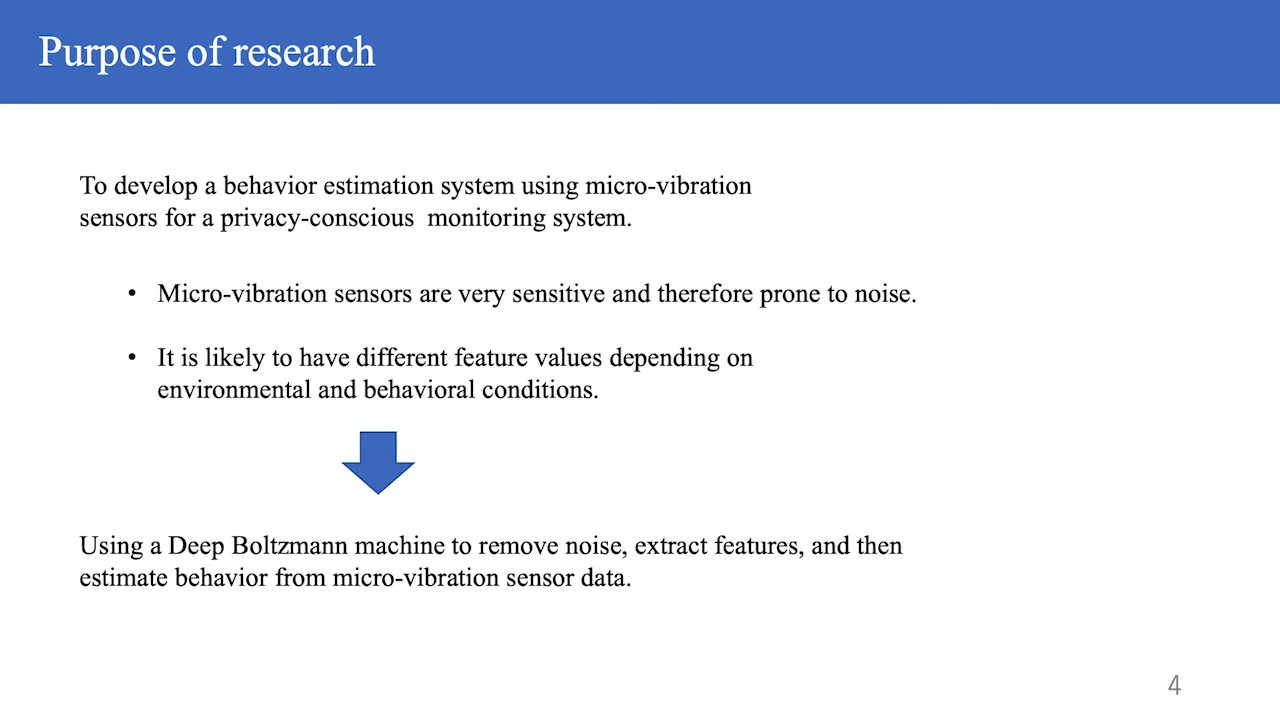 Purpose of research
To develop a behavior estimation system using micro-vibration
sensors for a privacy-conscious  monitoring system.
• Micro-vibration sensors are very sensitive and therefore prone to noise.
• It is likely to have different feature values depending on
environmental and behavioral conditions.
Using a Deep Boltzmann machine to remove noise, extract features, and then
estimate behavior from micro-vibration sensor data.
4